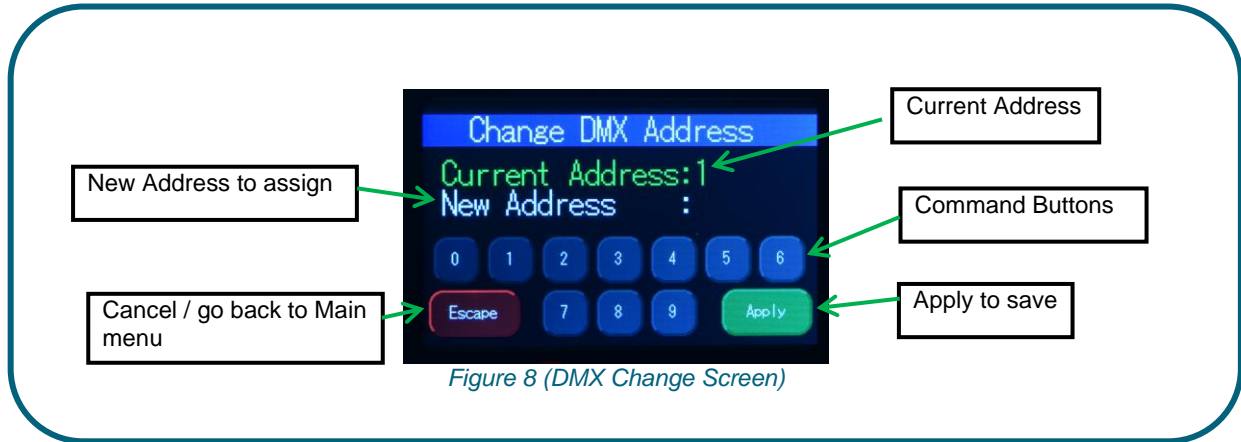 Change DMX Address
Current Address:1
New Address :
0 1 2 3 4 5 6
Escape 7 8 9 Apply
New Address to assign
Cancel / go back to Main
menu
Current Address
Command Buttons
Apply to save
Figure 8 (DMX Change Screen)